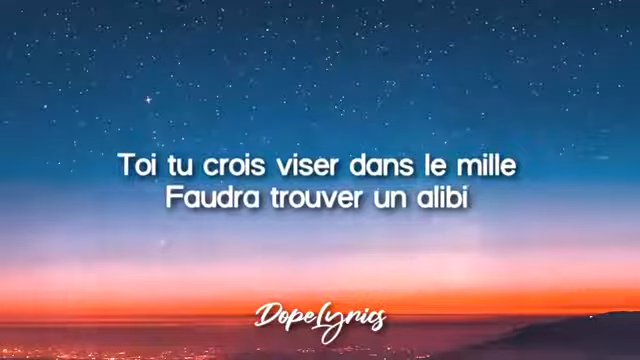 Toi tu crois viser dans le mille
Faudra trouver un alibi
DopeLyrics